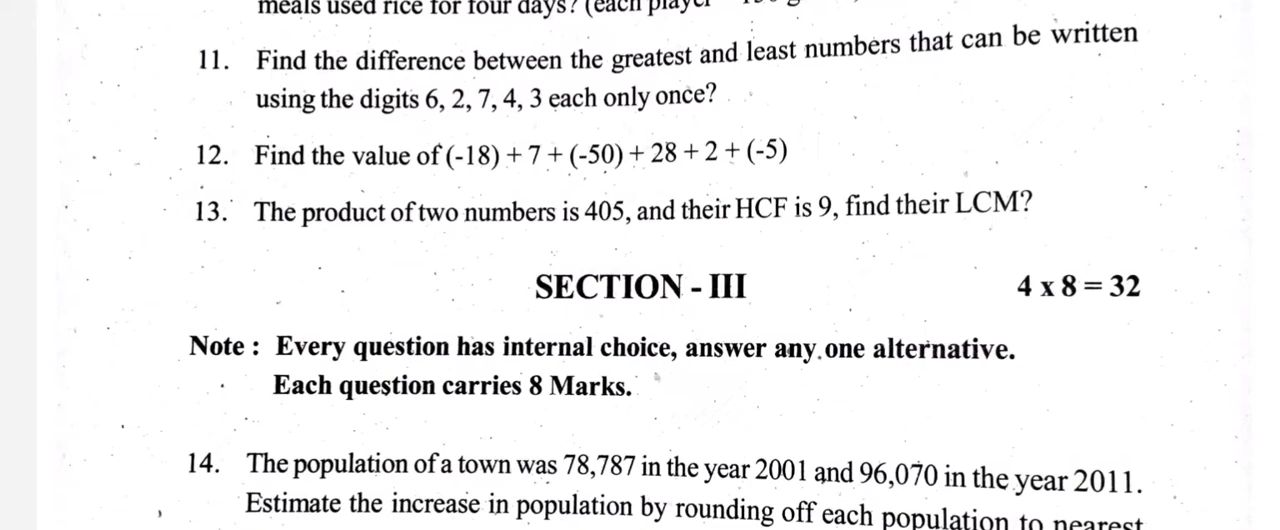 meals used rice for four days? (each player
11. Find the difference between the greatest and least numbers that can be written
using the digits 6, 2, 7, 4, 3 each only once?
12. Find the value of (-18) + 7 + (-50) + 28 + 2 + (-5)
13. The product of two numbers is 405, and their HCF is 9, find their LCM?
SECTION - III 4 x 8 = 32
Note : Every question has internal choice, answer any one alternative.
Each question carries 8 Marks.
14. The population of a town was 78,787 in the year 2001 and 96,070 in the year 2011.
Estimate the increase in population by rounding off each population to nearest